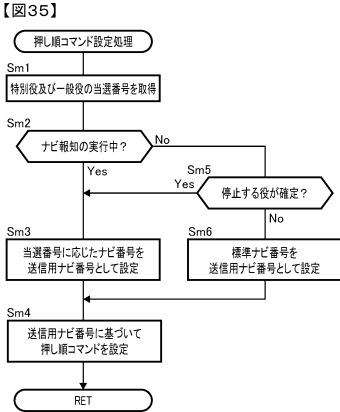 【図35】
押し順コマンド設定処理
Sm1
特別役及び一般役の当選番号を取得
Sm2
ナビ報知の実行中？
No
Yes
Sm5
停止する役が確定？
Yes
No
Sm3
当選番号に応じたナビ番号を
送信用ナビ番号として設定
Sm6
標準ナビ番号を
送信用ナビ番号として設定
Sm4
送信用ナビ番号に基づいて
押し順コマンドを設定
RET